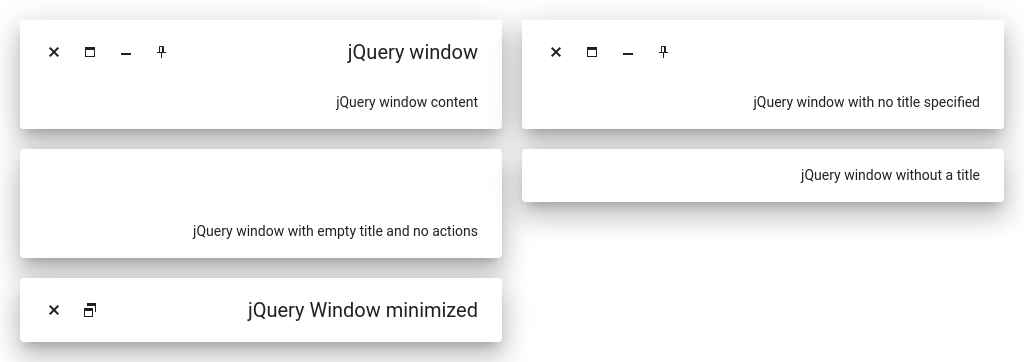 jQuery window
jQuery window content
jQuery window with no title specified
jQuery window with empty title and no actions
jQuery window without a title
jQuery Window minimized